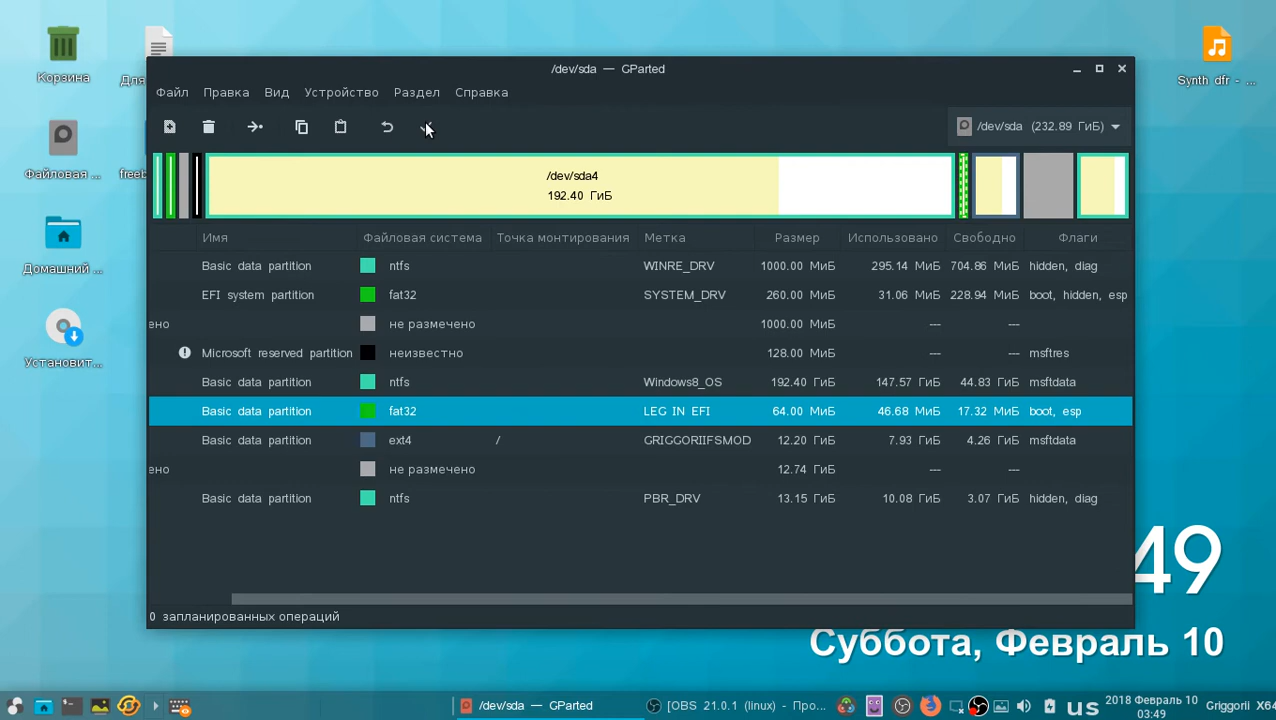 Корзина
Для
Synth dfr - ...
/dev/sda — GParted
Файл Правка Вид Устройство Раздел Справка
/dev/sda (232.89 ГиБ)
Файловая ...
freeb
/dev/sda4
192.40 ГиБ
Имя Файловая система Точка монтирования Метка Размер Использовано Свободно Флаги
Basic data partition ntfs WINRE_DRV 1000.00 МиБ 295.14 МиБ 704.86 МиБ hidden, diag
Домашний ...
EFI system partition fat32 SYSTEM_DRV 260.00 МиБ 31.06 МиБ 228.94 МиБ boot, hidden, esp
ено не размечено 1000.00 МиБ --- ---
Microsoft reserved partition неизвестно 128.00 МиБ --- --- msftres
Установит...
Basic data partition ntfs Windows8_OS 192.40 ГиБ 147.57 ГиБ 44.83 ГиБ msftdata
Basic data partition fat32 LEG IN EFI 64.00 МиБ 46.68 МиБ 17.32 МиБ boot, esp
Basic data partition ext4 / GRIGGORIIFSMOD 12.20 ГиБ 7.93 ГиБ 4.26 ГиБ msftdata
ено не размечено 12.74 ГиБ --- ---
Basic data partition ntfs PBR_DRV 13.15 ГиБ 10.08 ГиБ 3.07 ГиБ hidden, diag
49
0 запланированных операций
Суббота, Февраль 10
/dev/sda — GParted [OBS 21.0.1 (linux) - Про... us 2018 Февраль 10 Griggorii X64
03:49